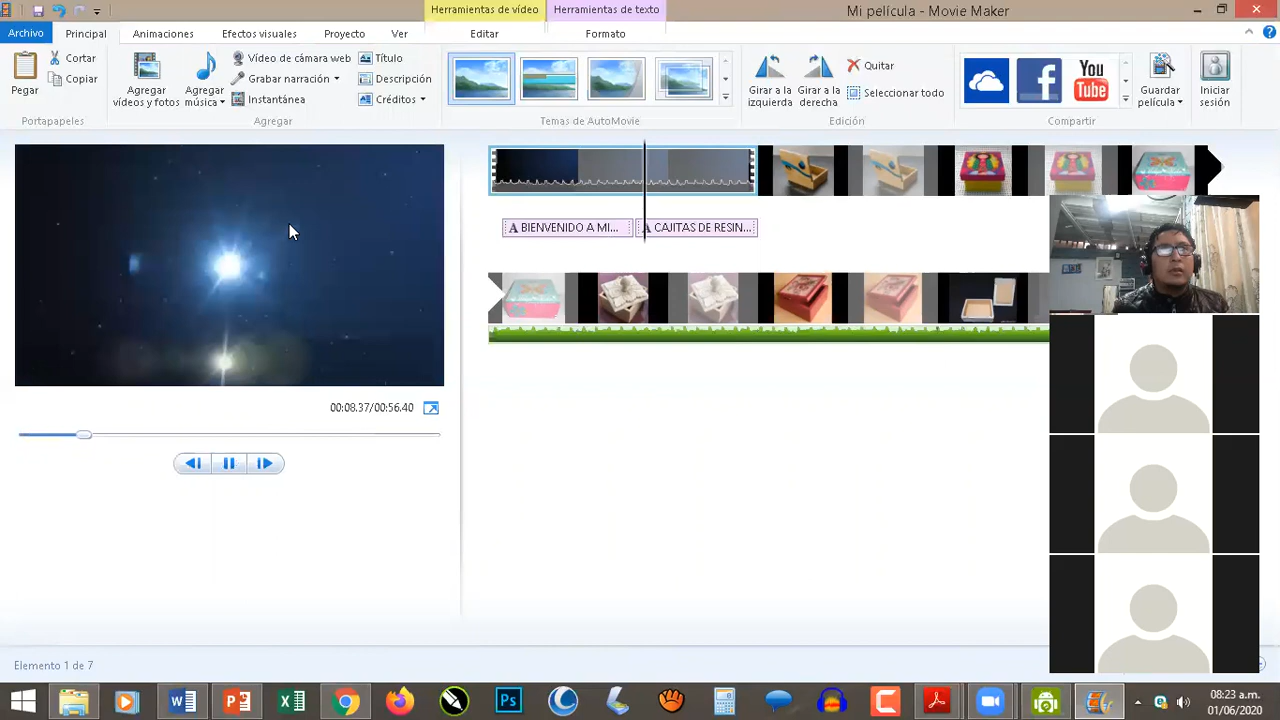 Herramientas de vídeo
Herramientas de texto
Mi película - Movie Maker
Archivo
Principal
Animaciones
Efectos visuales
Proyecto
Ver
Editar
Formato
Pegar
Cortar
Copiar
Portapapeles
Agregar
vídeos y fotos
Agregar
música
Vídeo de cámara web
Grabar narración
Instantánea
Título
Descripción
Créditos
Agregar
Temas de AutoMovie
Girar a la
izquierda
Girar a la
derecha
Quitar
Seleccionar todo
Edición
You
Tube
Compartir
Guardar
película
Iniciar
sesión
A BIENVENIDO A MI...
CAJITAS DE RESIN...
00:08.37/00:56.40
Elemento 1 de 7
08:23 a.m.
01/06/2020